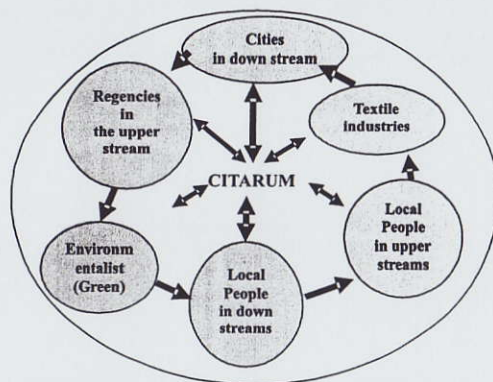 Cities
in down stream
Regencies
in
the upper
stream
Textile
industries
CITARUM
Environm
entalist
(Green)
Local
People
in down
streams
Local
People
in upper
streams